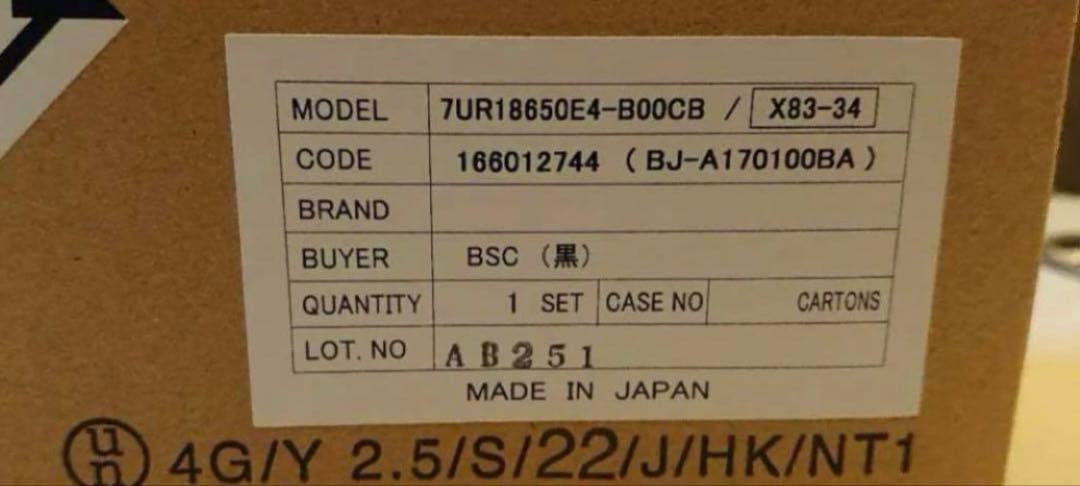 MODEL 7UR18650E4-B00CB / X83-34
CODE 166012744 (BJ-A170100BA)
BRAND
BUYER BSC (黒)
QUANTITY 1 SET CASE NO CARTONS
LOT. NO AB251
MADE IN JAPAN
un 4G/Y 2.5/S/22/J/HK/NT1